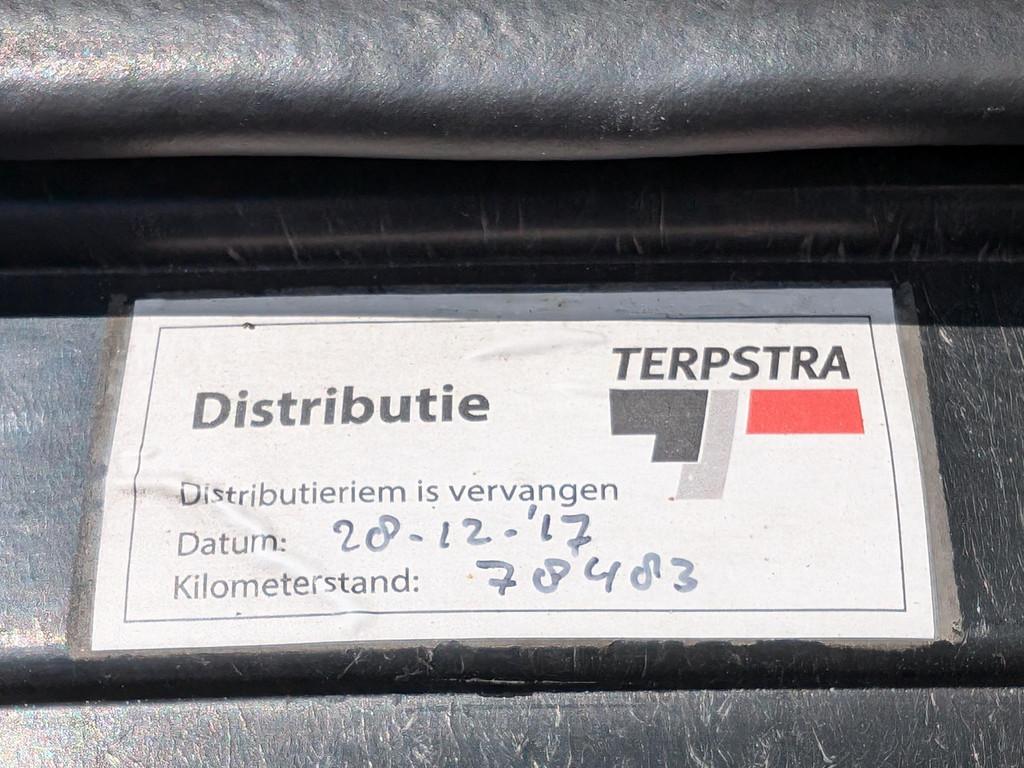 TERPSTRA
Distributie
Distributieriem is vervangen
Datum: 28-12-'17
Kilometerstand: 78483